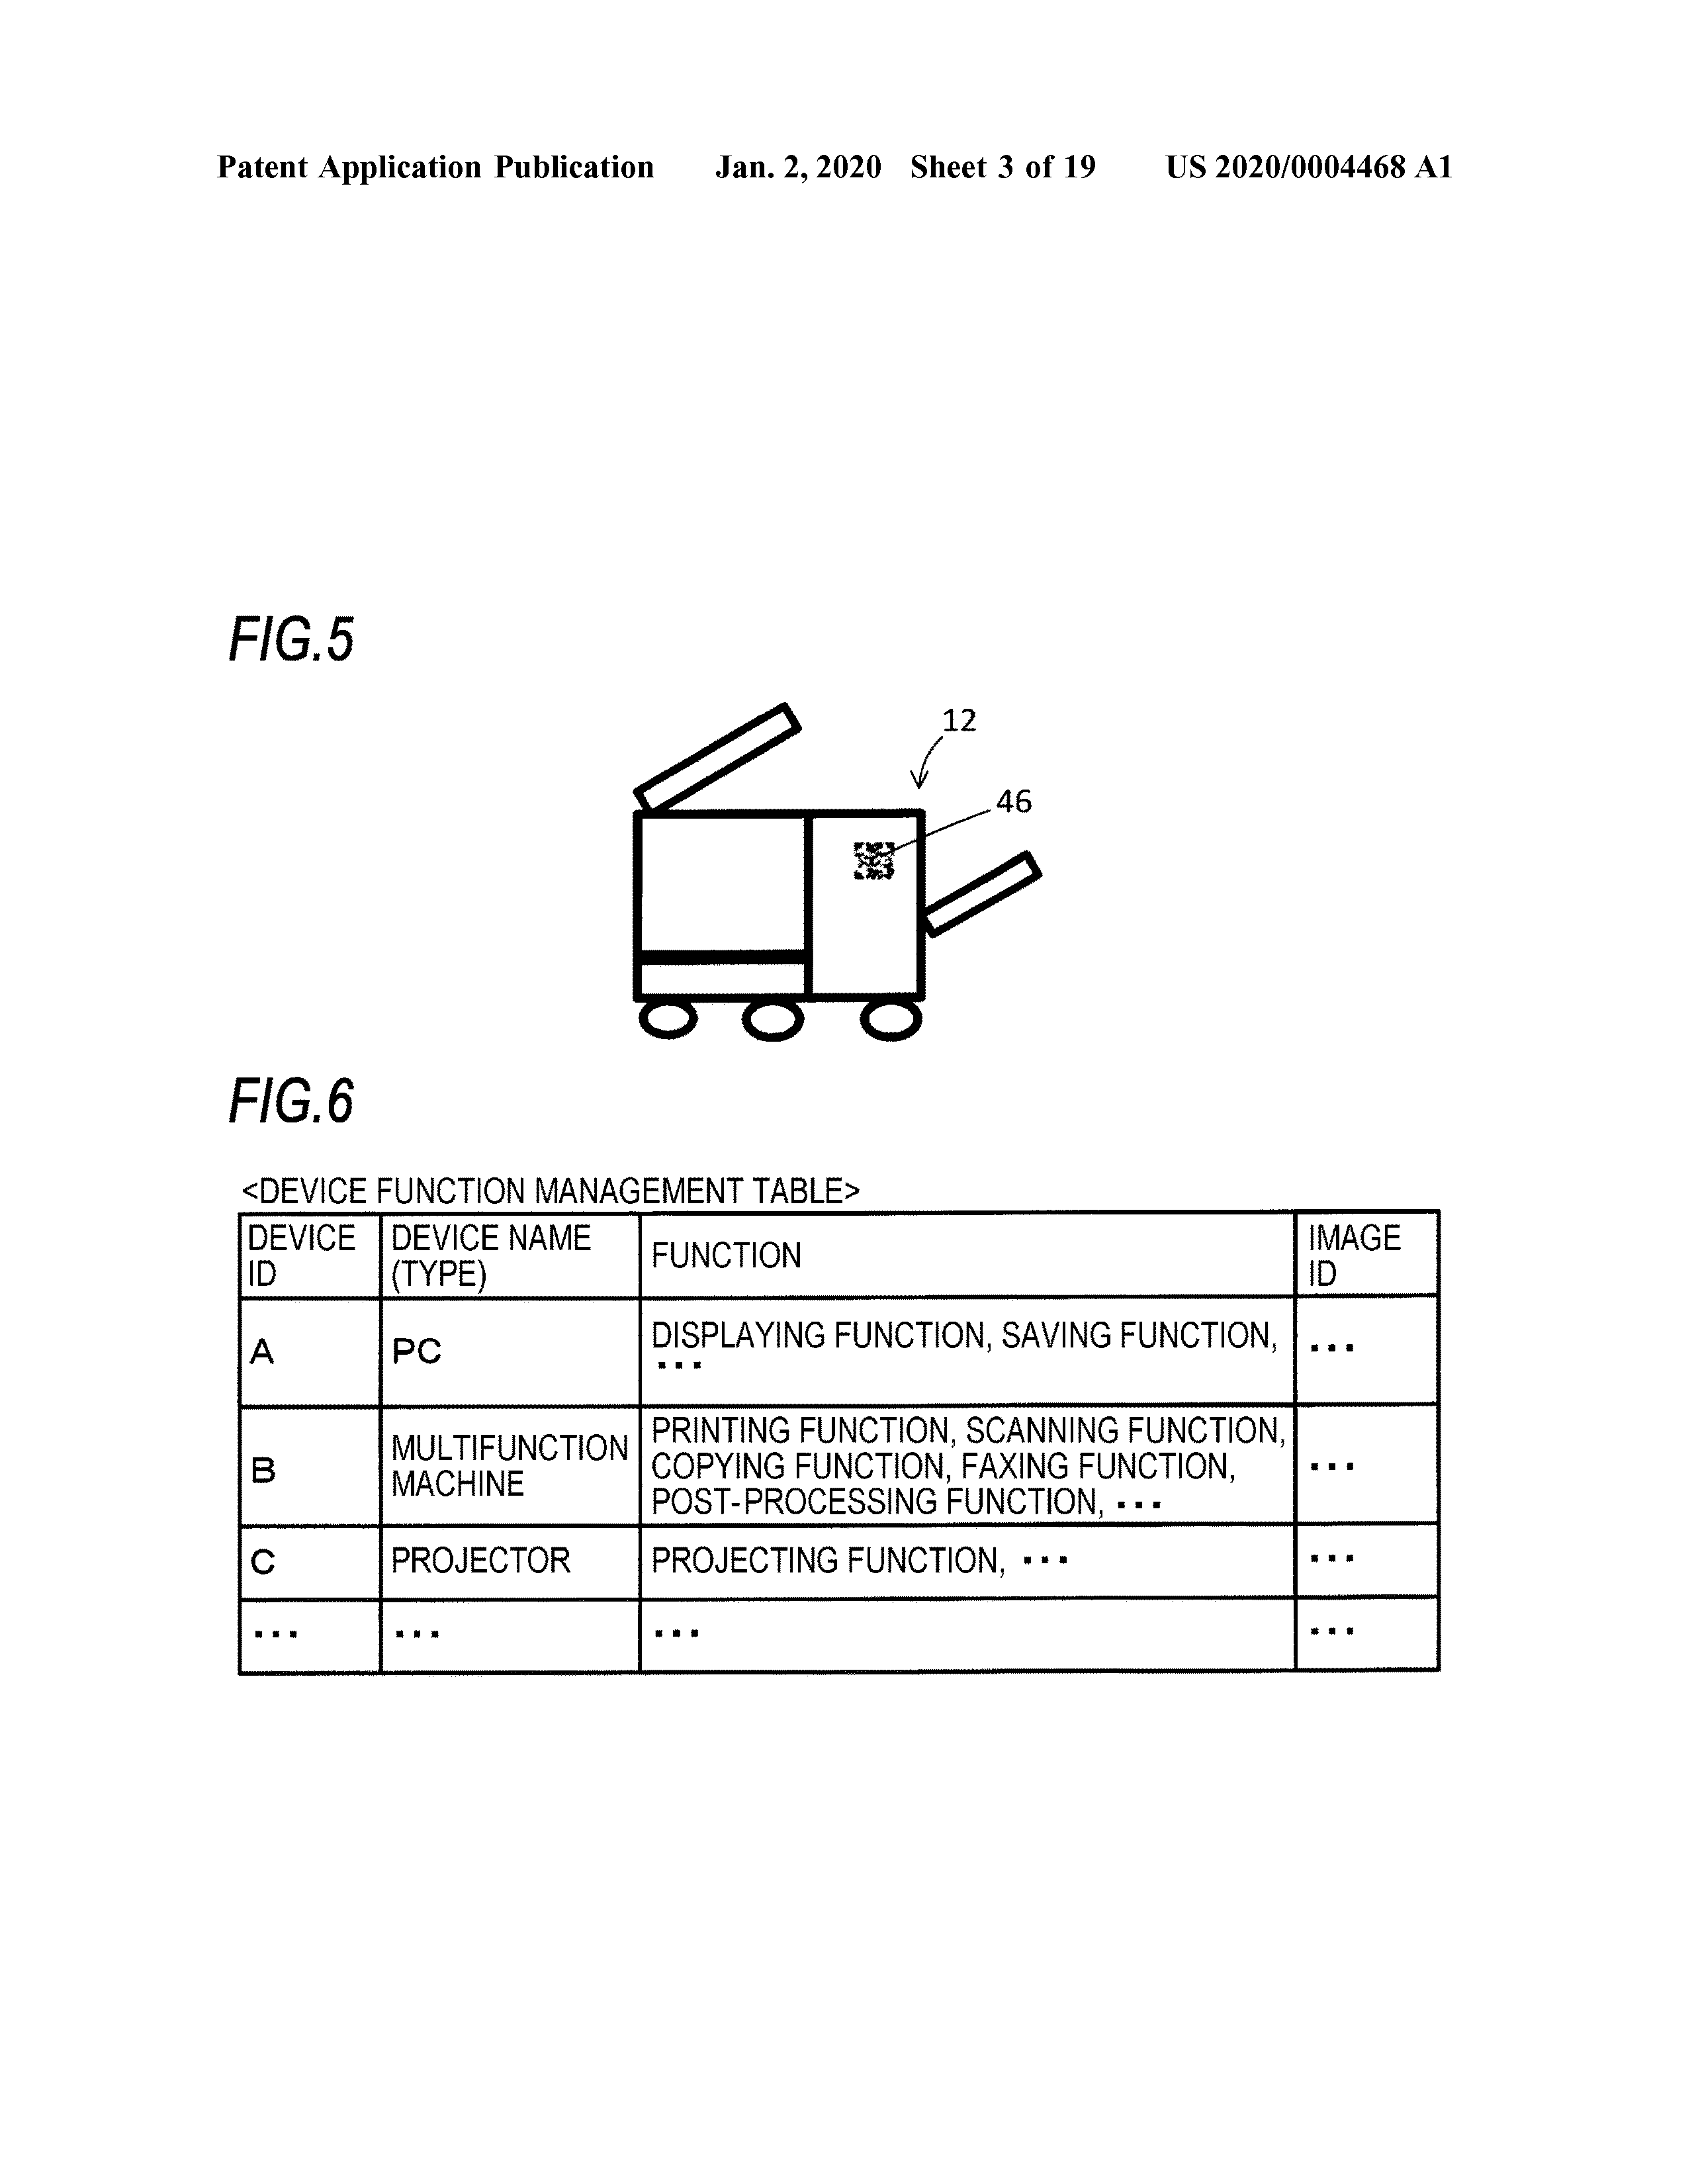 Patent Application Publication Jan. 2, 2020 Sheet 3 of 19 US 2020/0004468 A1
FIG.5
12
46
FIG.6
<DEVICE FUNCTION MANAGEMENT TABLE>
DEVICE ID DEVICE NAME (TYPE) FUNCTION IMAGE ID
A PC DISPLAYING FUNCTION, SAVING FUNCTION, ··· ···
B MULTIFUNCTION MACHINE PRINTING FUNCTION, SCANNING FUNCTION, COPYING FUNCTION, FAXING FUNCTION, POST-PROCESSING FUNCTION, ··· ···
C PROJECTOR PROJECTING FUNCTION, ··· ···
··· ··· ··· ···